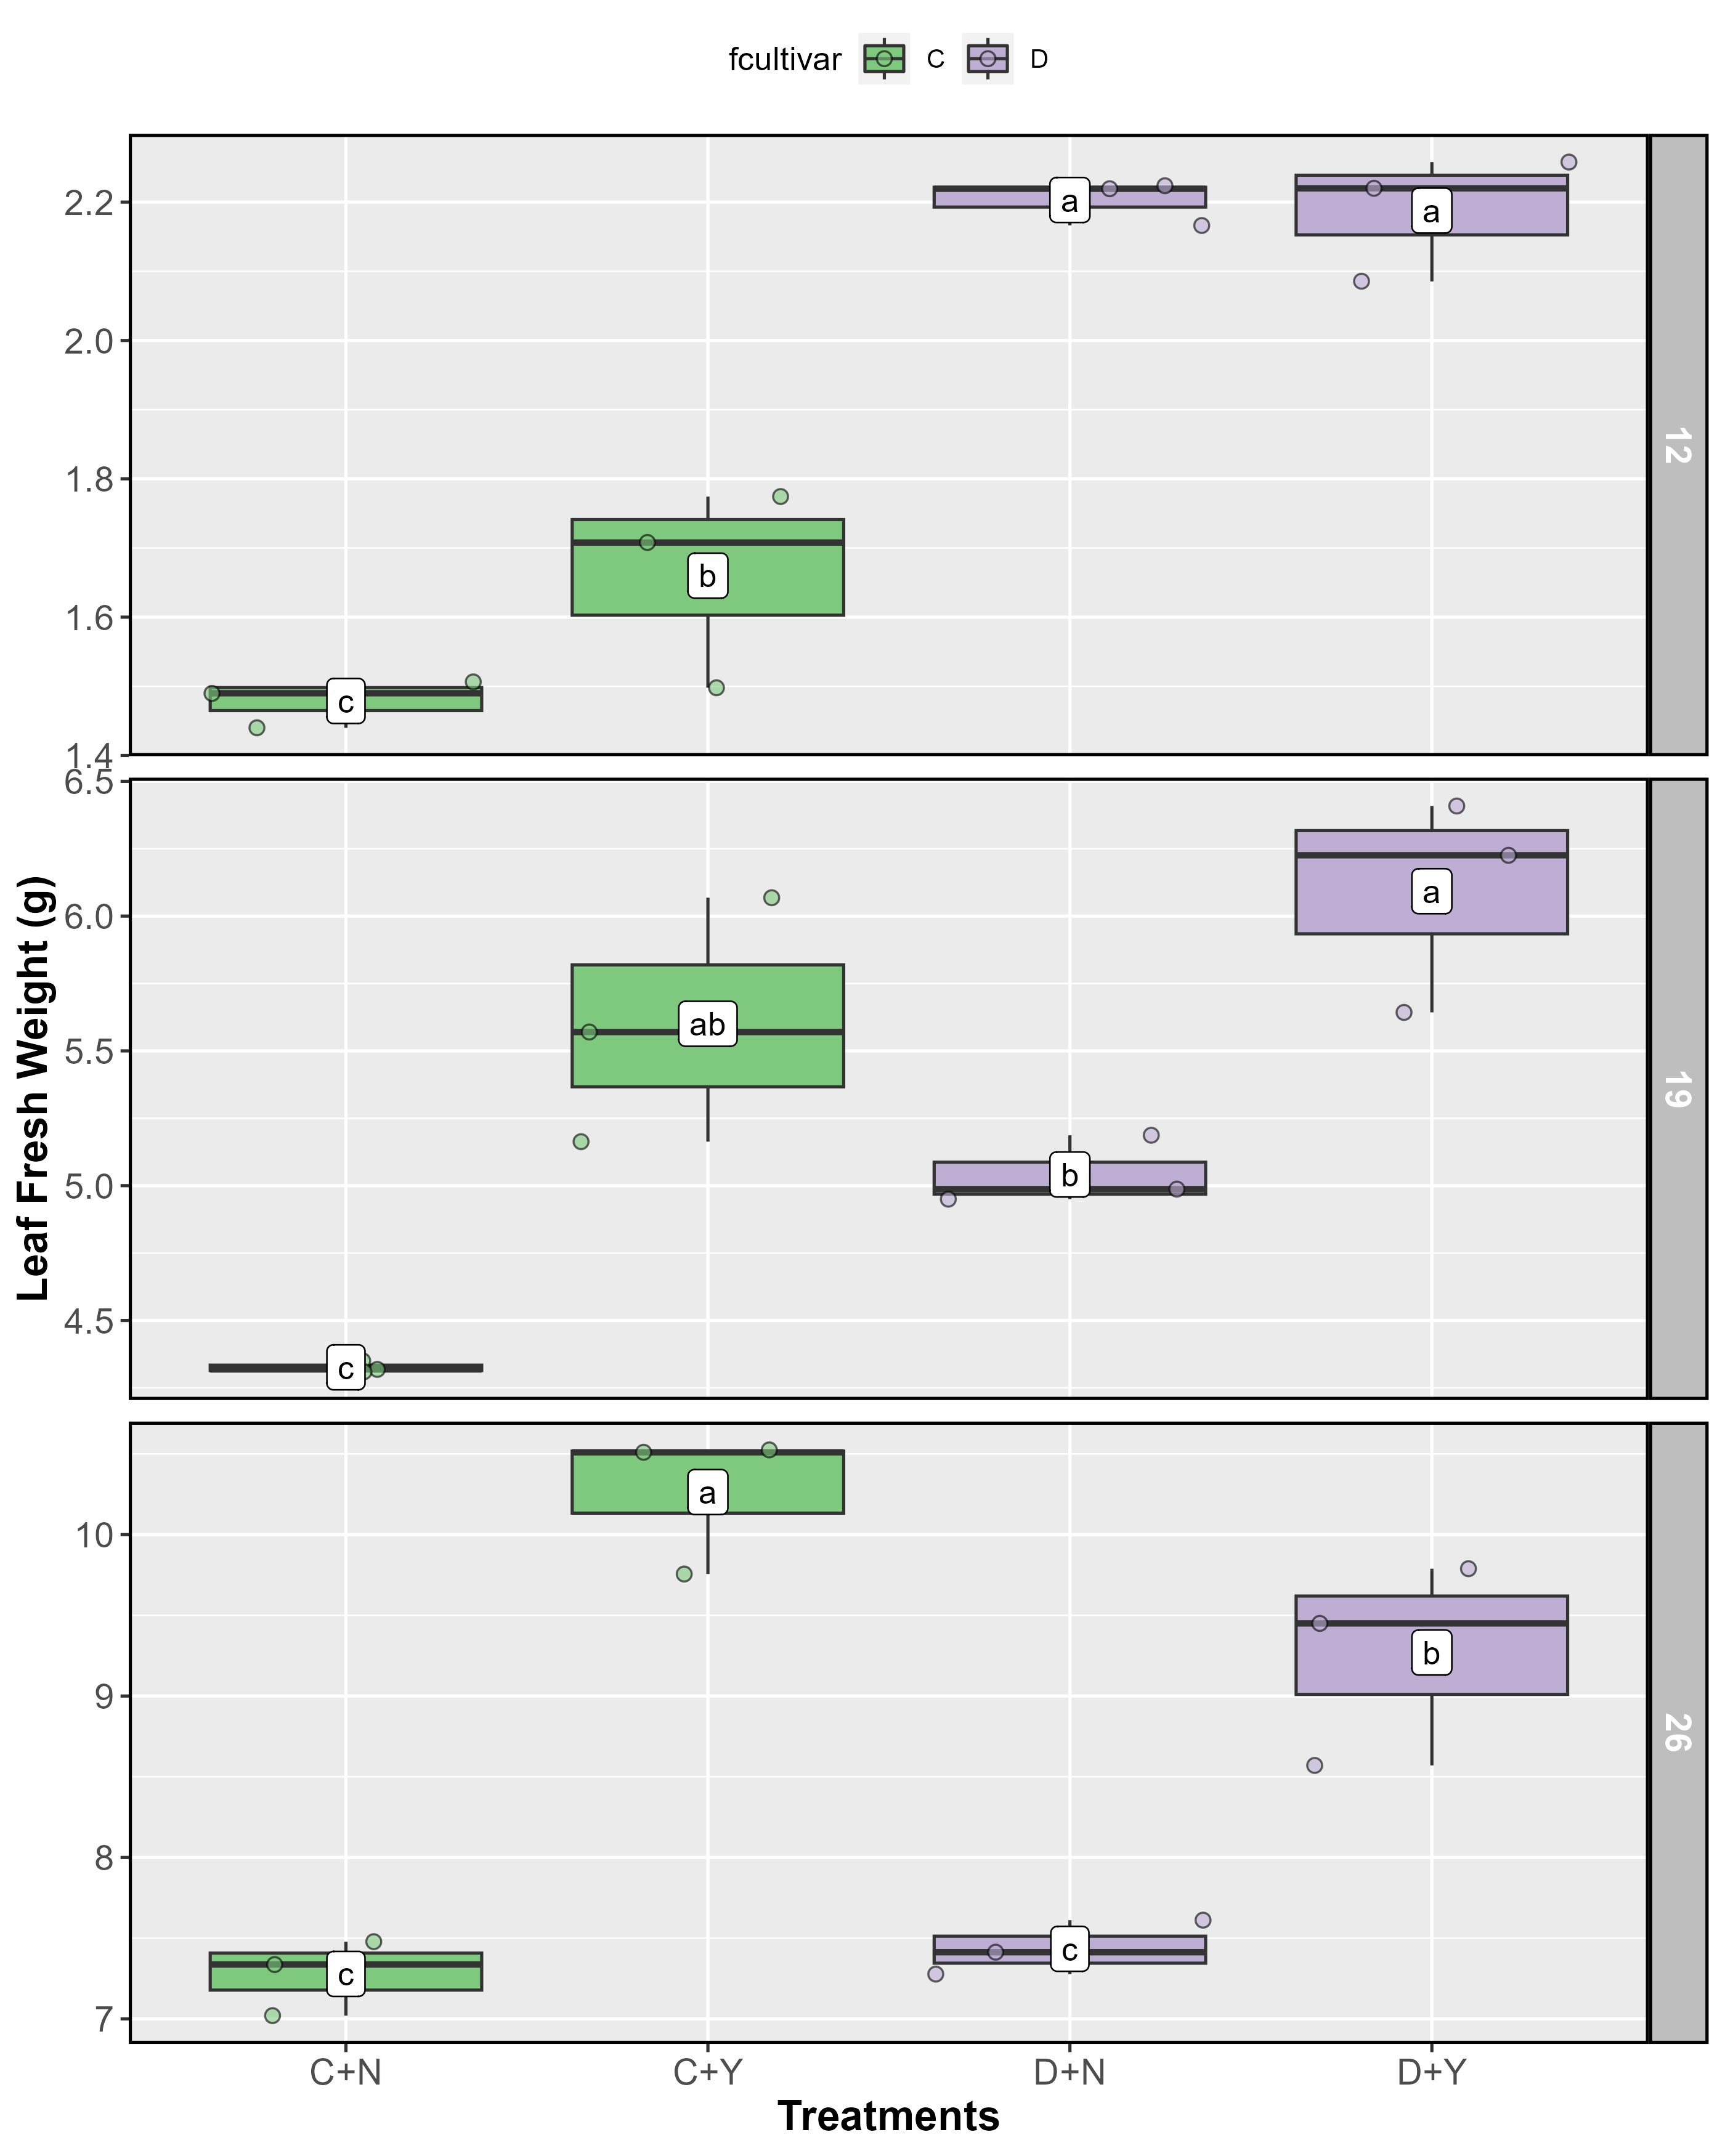 fcultivar C D
2.2
2.0
1.8
1.6
1.4
a
a
b
c
12
Leaf Fresh Weight (g)
6.5
6.0
5.5
5.0
4.5
a
ab
b
c
19
10
9
8
7
a
b
c
c
26
C+N C+Y D+N D+Y
Treatments